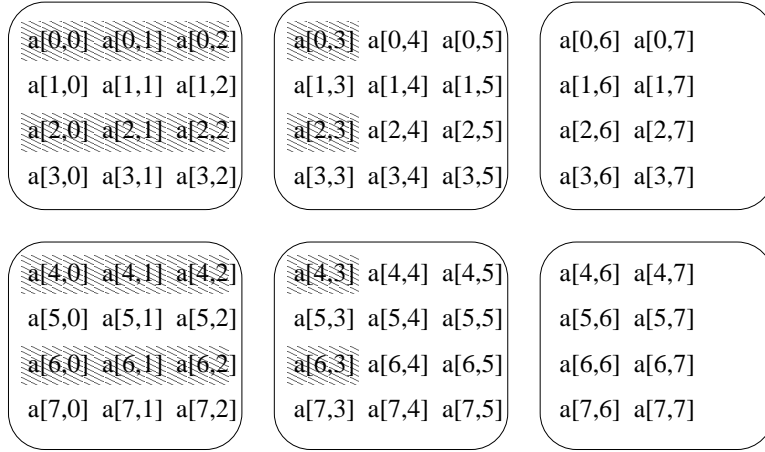 a[0,0] a[0,1] a[0,2] a[0,3] a[0,4] a[0,5] a[0,6] a[0,7]
a[1,0] a[1,1] a[1,2] a[1,3] a[1,4] a[1,5] a[1,6] a[1,7]
a[2,0] a[2,1] a[2,2] a[2,3] a[2,4] a[2,5] a[2,6] a[2,7]
a[3,0] a[3,1] a[3,2] a[3,3] a[3,4] a[3,5] a[3,6] a[3,7]
a[4,0] a[4,1] a[4,2] a[4,3] a[4,4] a[4,5] a[4,6] a[4,7]
a[5,0] a[5,1] a[5,2] a[5,3] a[5,4] a[5,5] a[5,6] a[5,7]
a[6,0] a[6,1] a[6,2] a[6,3] a[6,4] a[6,5] a[6,6] a[6,7]
a[7,0] a[7,1] a[7,2] a[7,3] a[7,4] a[7,5] a[7,6] a[7,7]